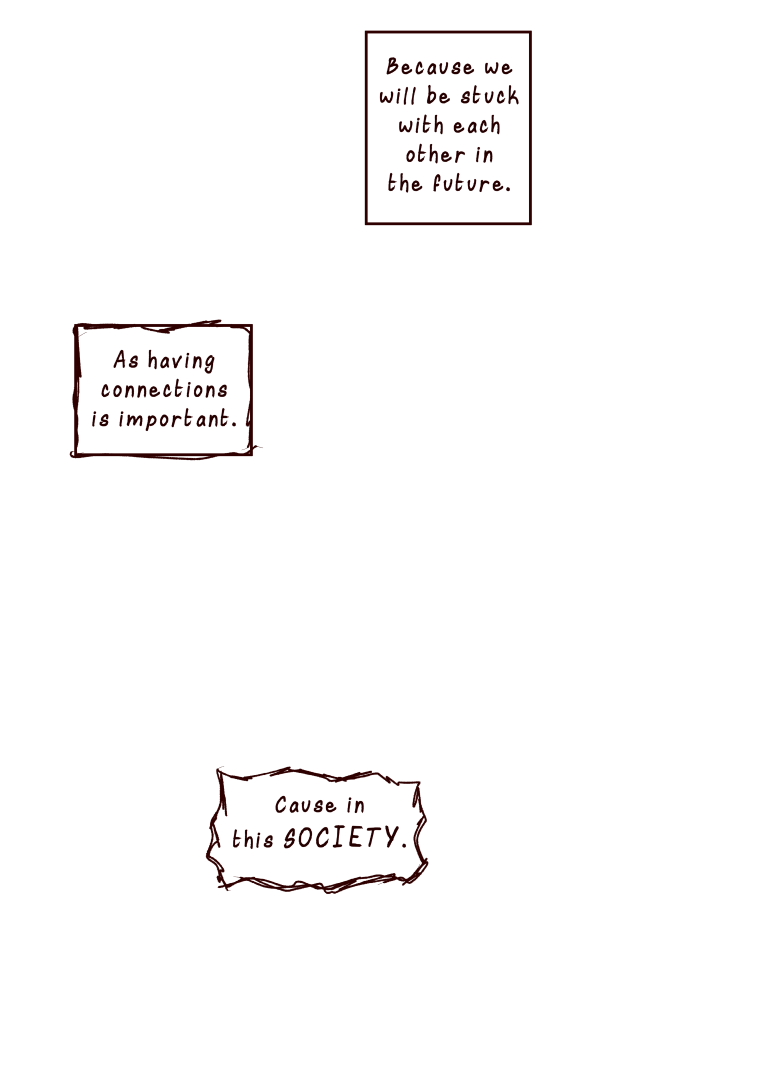 Because we
will be stuck
with each
other in
the future.
As having
connections
is important.
Cause in
this SOCIETY.